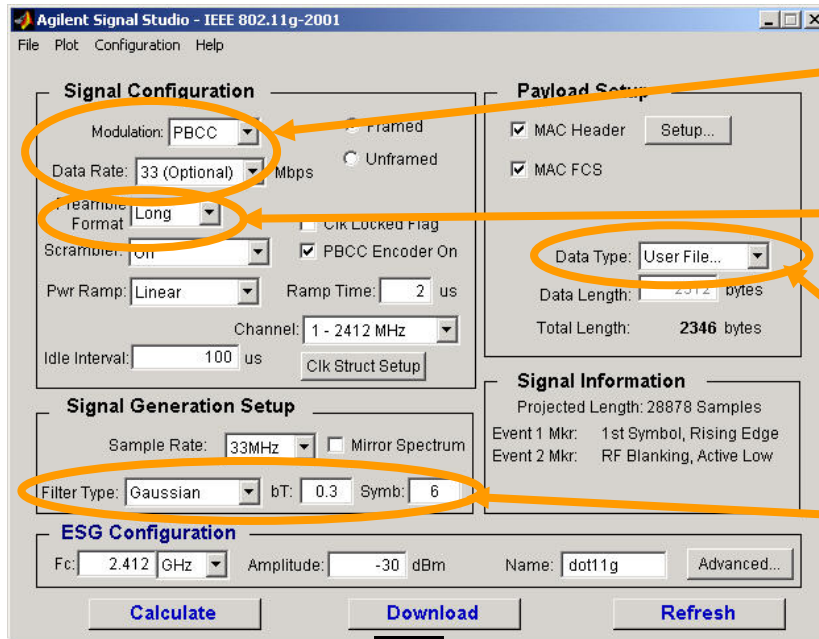 Agilent Signal Studio - IEEE 802.11g-2001
File Plot Configuration Help
Signal Configuration
Modulation: PBCC
Framed
Data Rate: 33 (Optional) Mbps
Unframed
Preamble Format Long
Clk Locked Flag
Scrambler: On
PBCC Encoder On
Pwr Ramp: Linear
Ramp Time: 2 us
Channel: 1 - 2412 MHz
Idle Interval: 100 us
Clk Struct Setup
Payload Setup
MAC Header Setup...
MAC FCS
Data Type: User File...
Data Length: 2312 bytes
Total Length: 2346 bytes
Signal Generation Setup
Sample Rate: 33MHz
Mirror Spectrum
Filter Type: Gaussian bT: 0.3 Symb: 6
Signal Information
Projected Length: 28878 Samples
Event 1 Mkr: 1st Symbol, Rising Edge
Event 2 Mkr: RF Blanking, Active Low
ESG Configuration
Fc: 2.412 GHz Amplitude: -30 dBm Name: dot11g Advanced...
Calculate Download Refresh